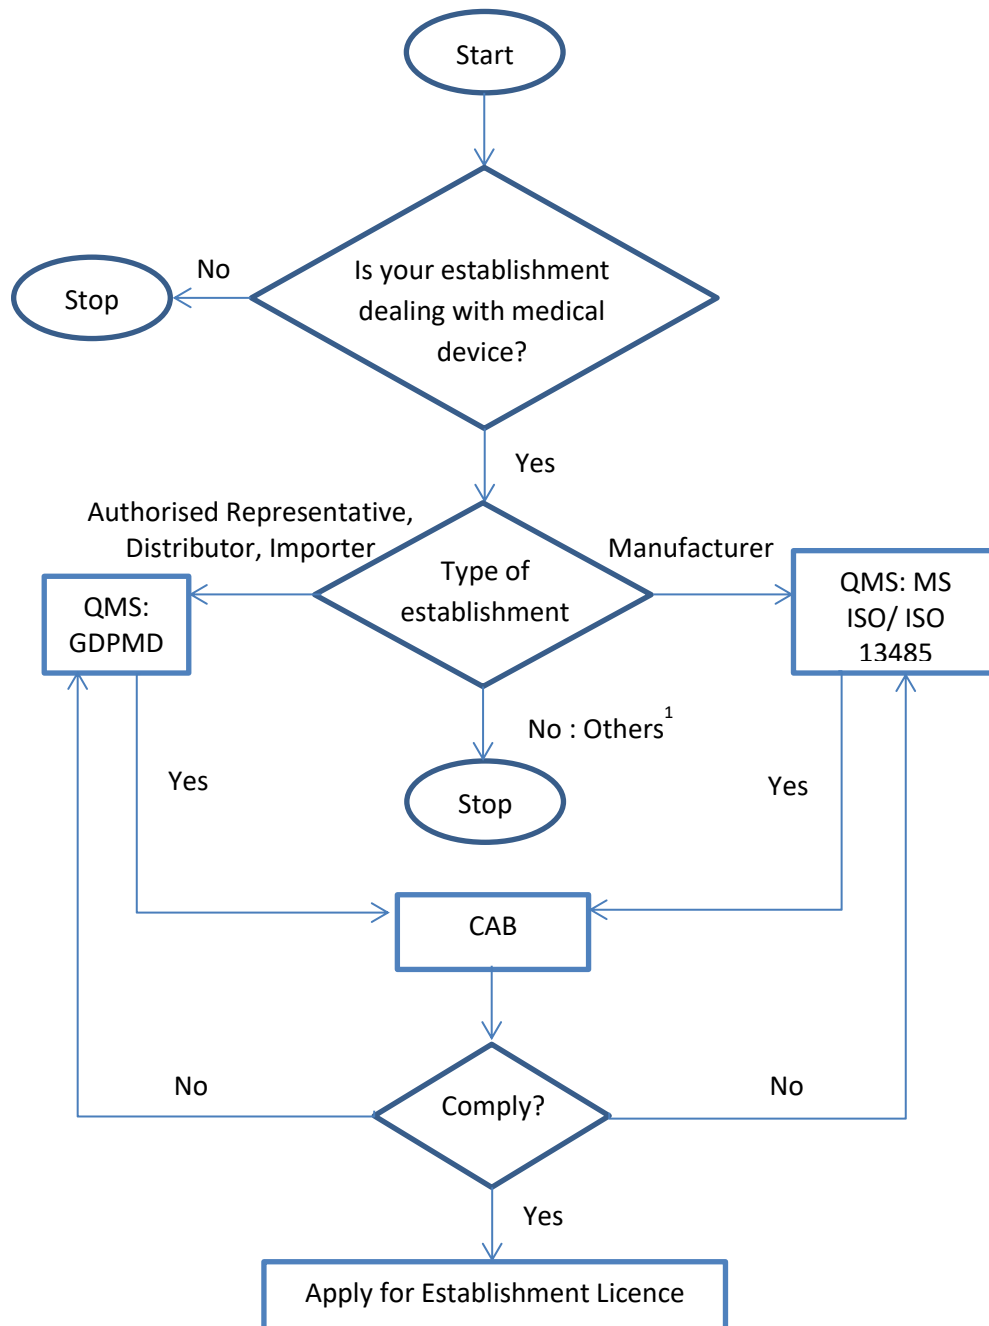 Start
Is your establishment
dealing with medical
device?
No
Stop
Yes
Authorised Representative,
Distributor, Importer
Type of
establishment
Manufacturer
QMS:
GDPMD
QMS: MS
ISO/ ISO
13485
No : Others¹
Stop
Yes
Yes
CAB
Comply?
No
No
Yes
Apply for Establishment Licence